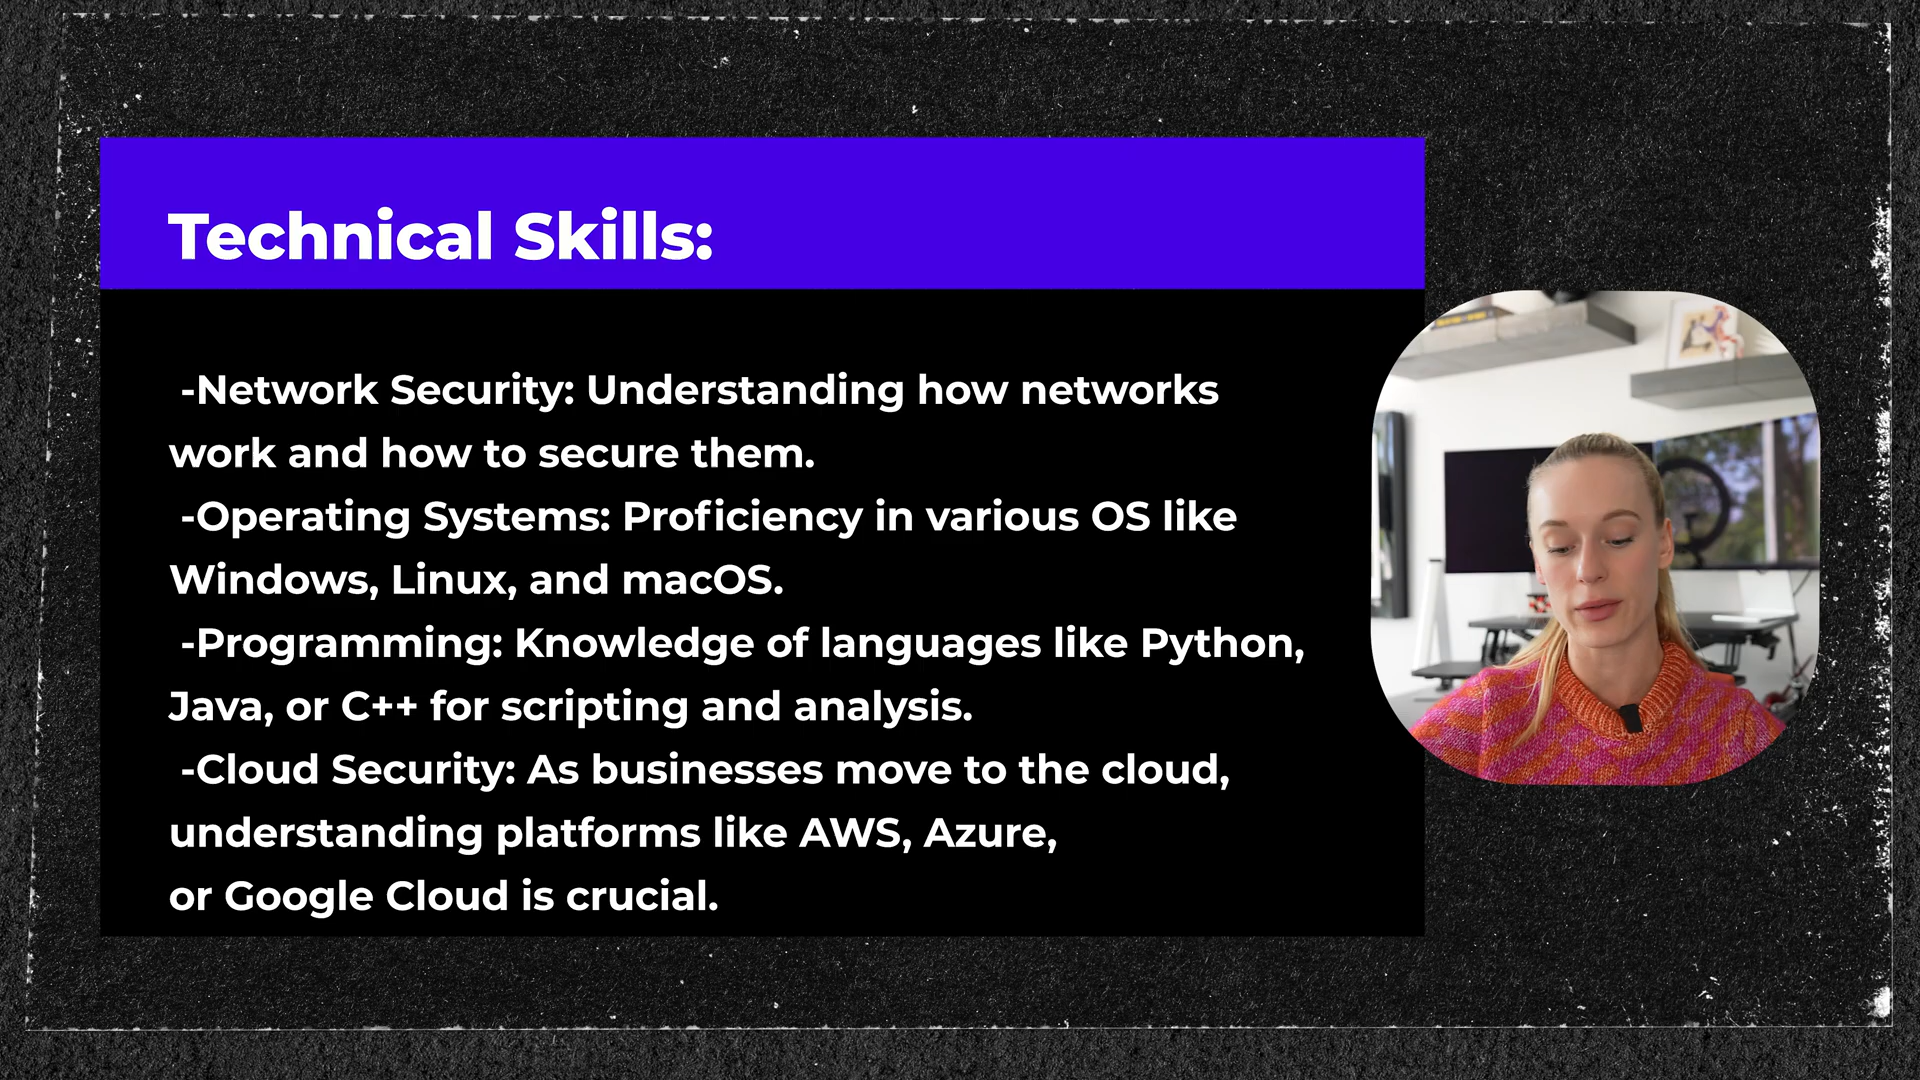 Technical Skills:
-Network Security: Understanding how networks
work and how to secure them.
-Operating Systems: Proficiency in various OS like
Windows, Linux, and macOS.
-Programming: Knowledge of languages like Python,
Java, or C++ for scripting and analysis.
-Cloud Security: As businesses move to the cloud,
understanding platforms like AWS, Azure,
or Google Cloud is crucial.